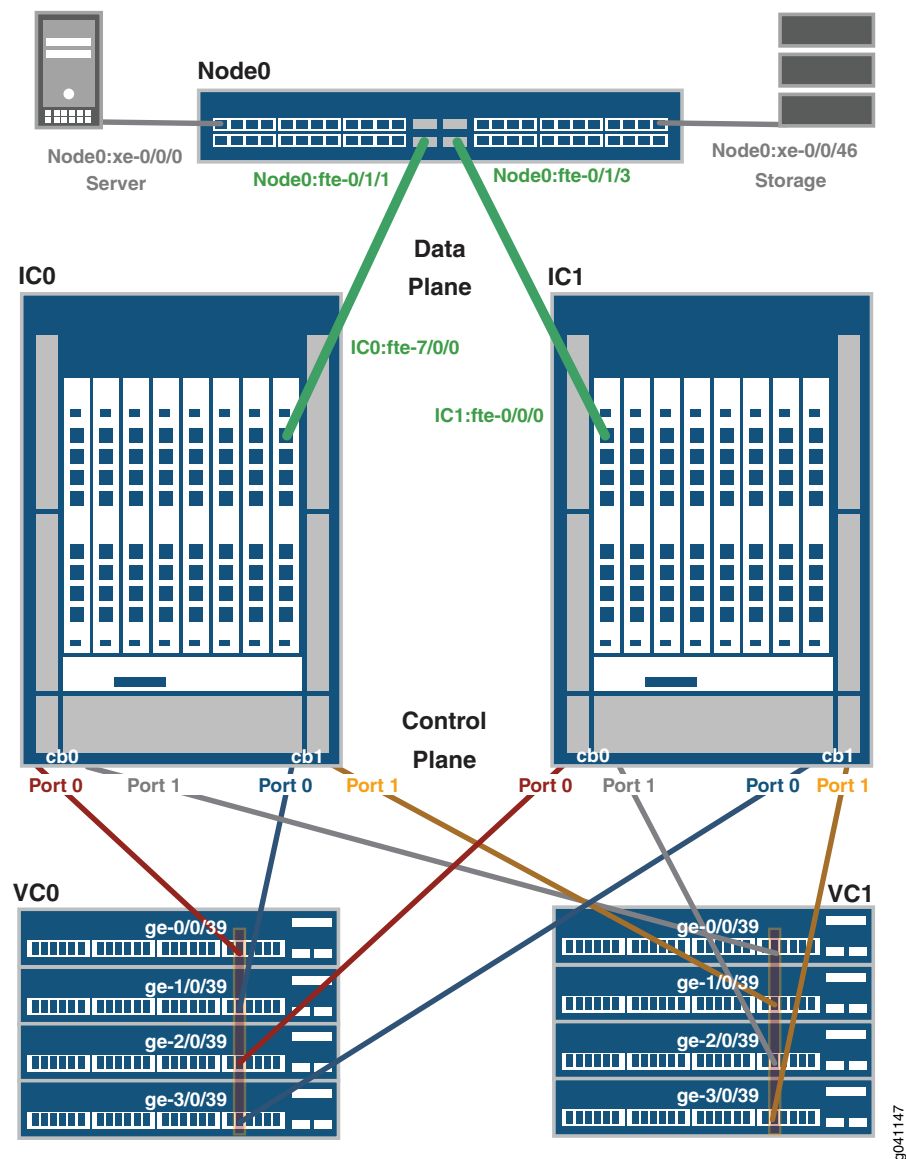 Node0
Node0:xe-0/0/0
Server
Node0:fte-0/1/1
Node0:fte-0/1/3
Node0:xe-0/0/46
Storage
Data
Plane
IC0
IC1
IC0:fte-7/0/0
IC1:fte-0/0/0
Control
Plane
cb0
cb1
cb0
cb1
Port 0
Port 1
Port 0
Port 1
Port 0
Port 1
Port 0
Port 1
VC0
VC1
ge-0/0/39
ge-1/0/39
ge-2/0/39
ge-3/0/39
ge-0/0/39
ge-1/0/39
ge-2/0/39
ge-3/0/39
g041147